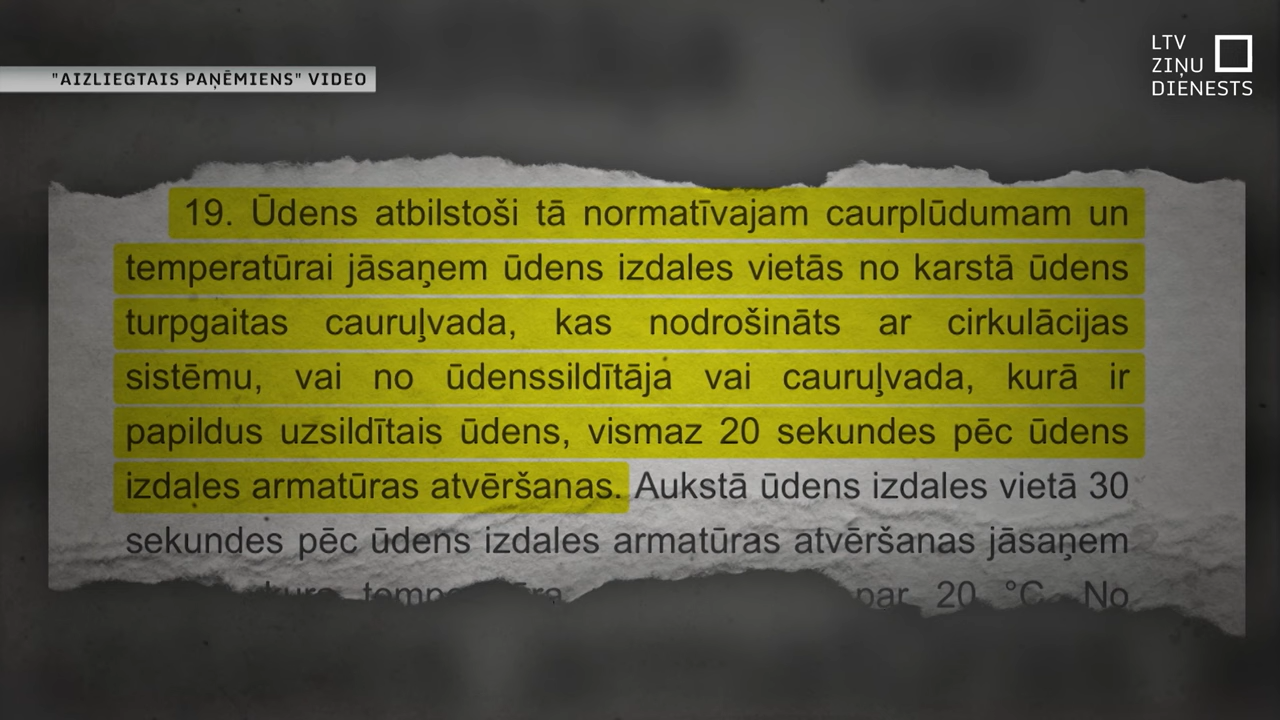 "AIZLIEGTAIS PAŅĒMIENS" VIDEO
LTV
ZIŅU
DIENESTS
19. Ūdens atbilstoši tā normatīvajam caurplūdumam un
temperatūrai jāsaņem ūdens izdales vietās no karstā ūdens
turpgaitas cauruļvada, kas nodrošināts ar cirkulācijas
sistēmu, vai no ūdenssildītāja vai cauruļvada, kurā ir
papildus uzsildītais ūdens, vismaz 20 sekundes pēc ūdens
izdales armatūras atvēršanas. Aukstā ūdens izdales vietā 30
sekundes pēc ūdens izdales armatūras atvēršanas jāsaņem
par 20 °C. No